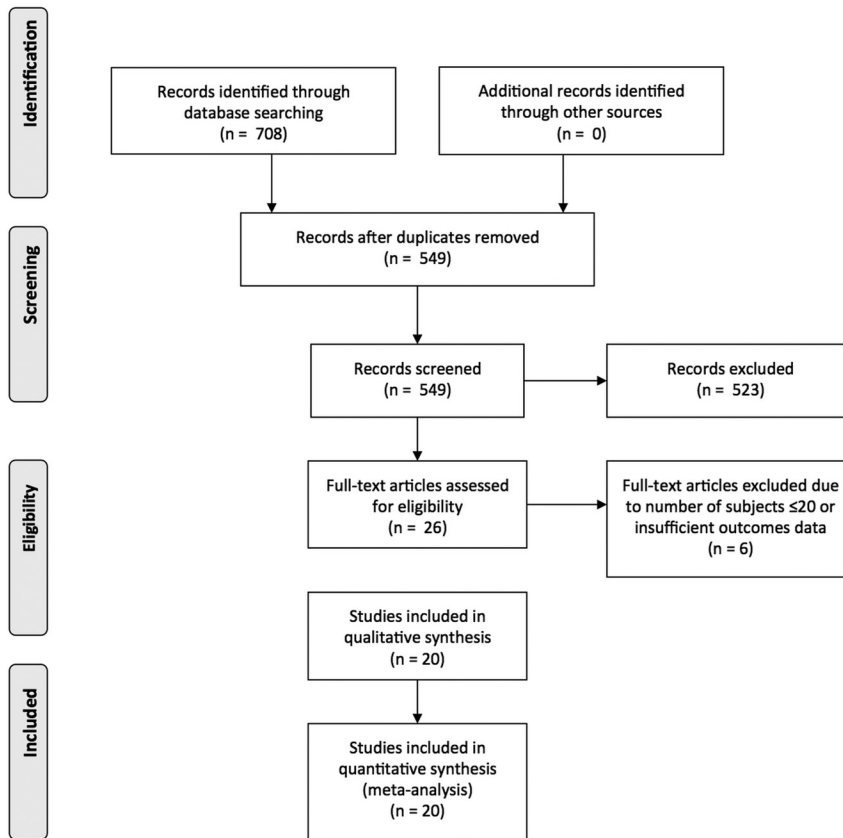 Identification
Records identified through
database searching
(n = 708)
Additional records identified
through other sources
(n = 0)
Screening
Records after duplicates removed
(n = 549)
Records screened
(n = 549)
Records excluded
(n = 523)
Eligibility
Full-text articles assessed
for eligibility
(n = 26)
Full-text articles excluded due
to number of subjects ≤20 or
insufficient outcomes data
(n = 6)
Studies included in
qualitative synthesis
(n = 20)
Included
Studies included in
quantitative synthesis
(meta-analysis)
(n = 20)